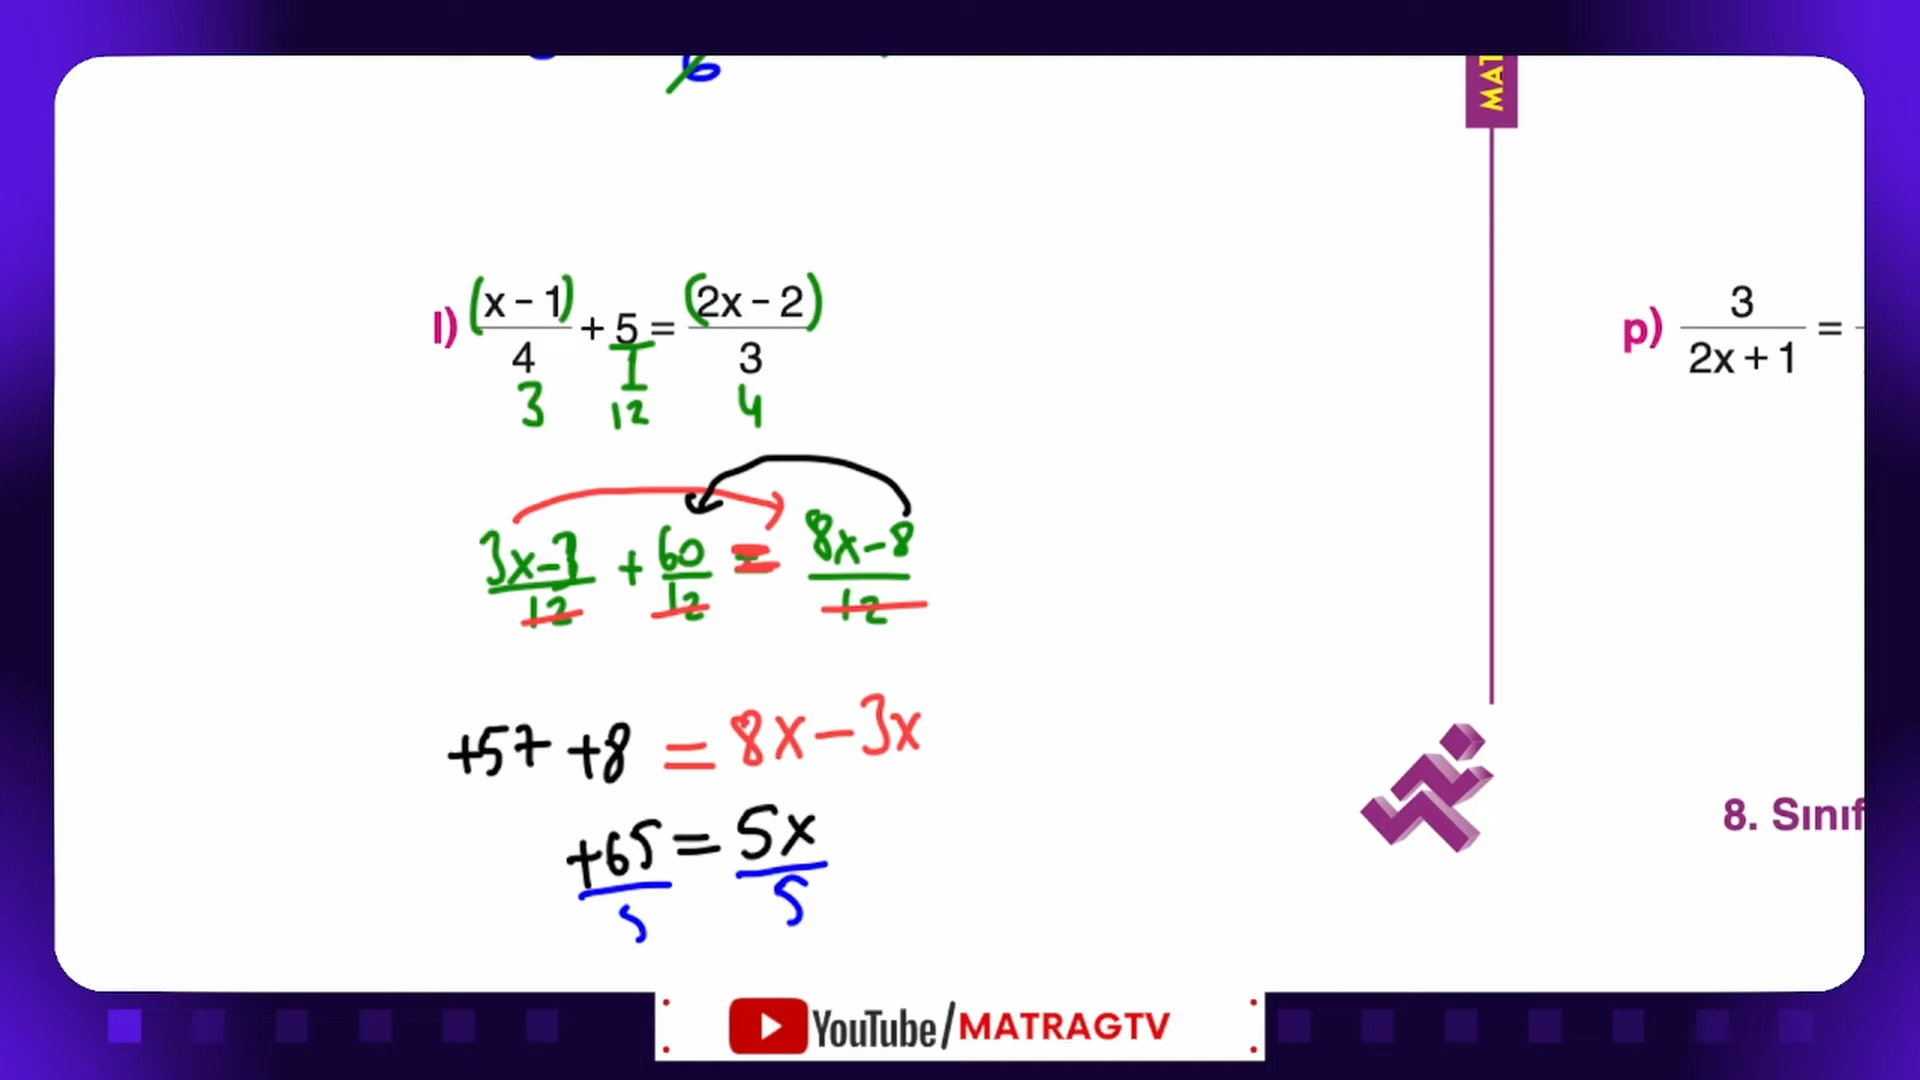 6
MAT
l) (x - 1)/4 + 5/1 = (2x - 2)/3
3 12 4
p) 3/(2x + 1) =
3x-3/12 + 60/12 = 8x-8/12
+57 +8 = 8x-3x
+65/5 = 5x/5
8. Sınıf
YouTube/MATRAGTV